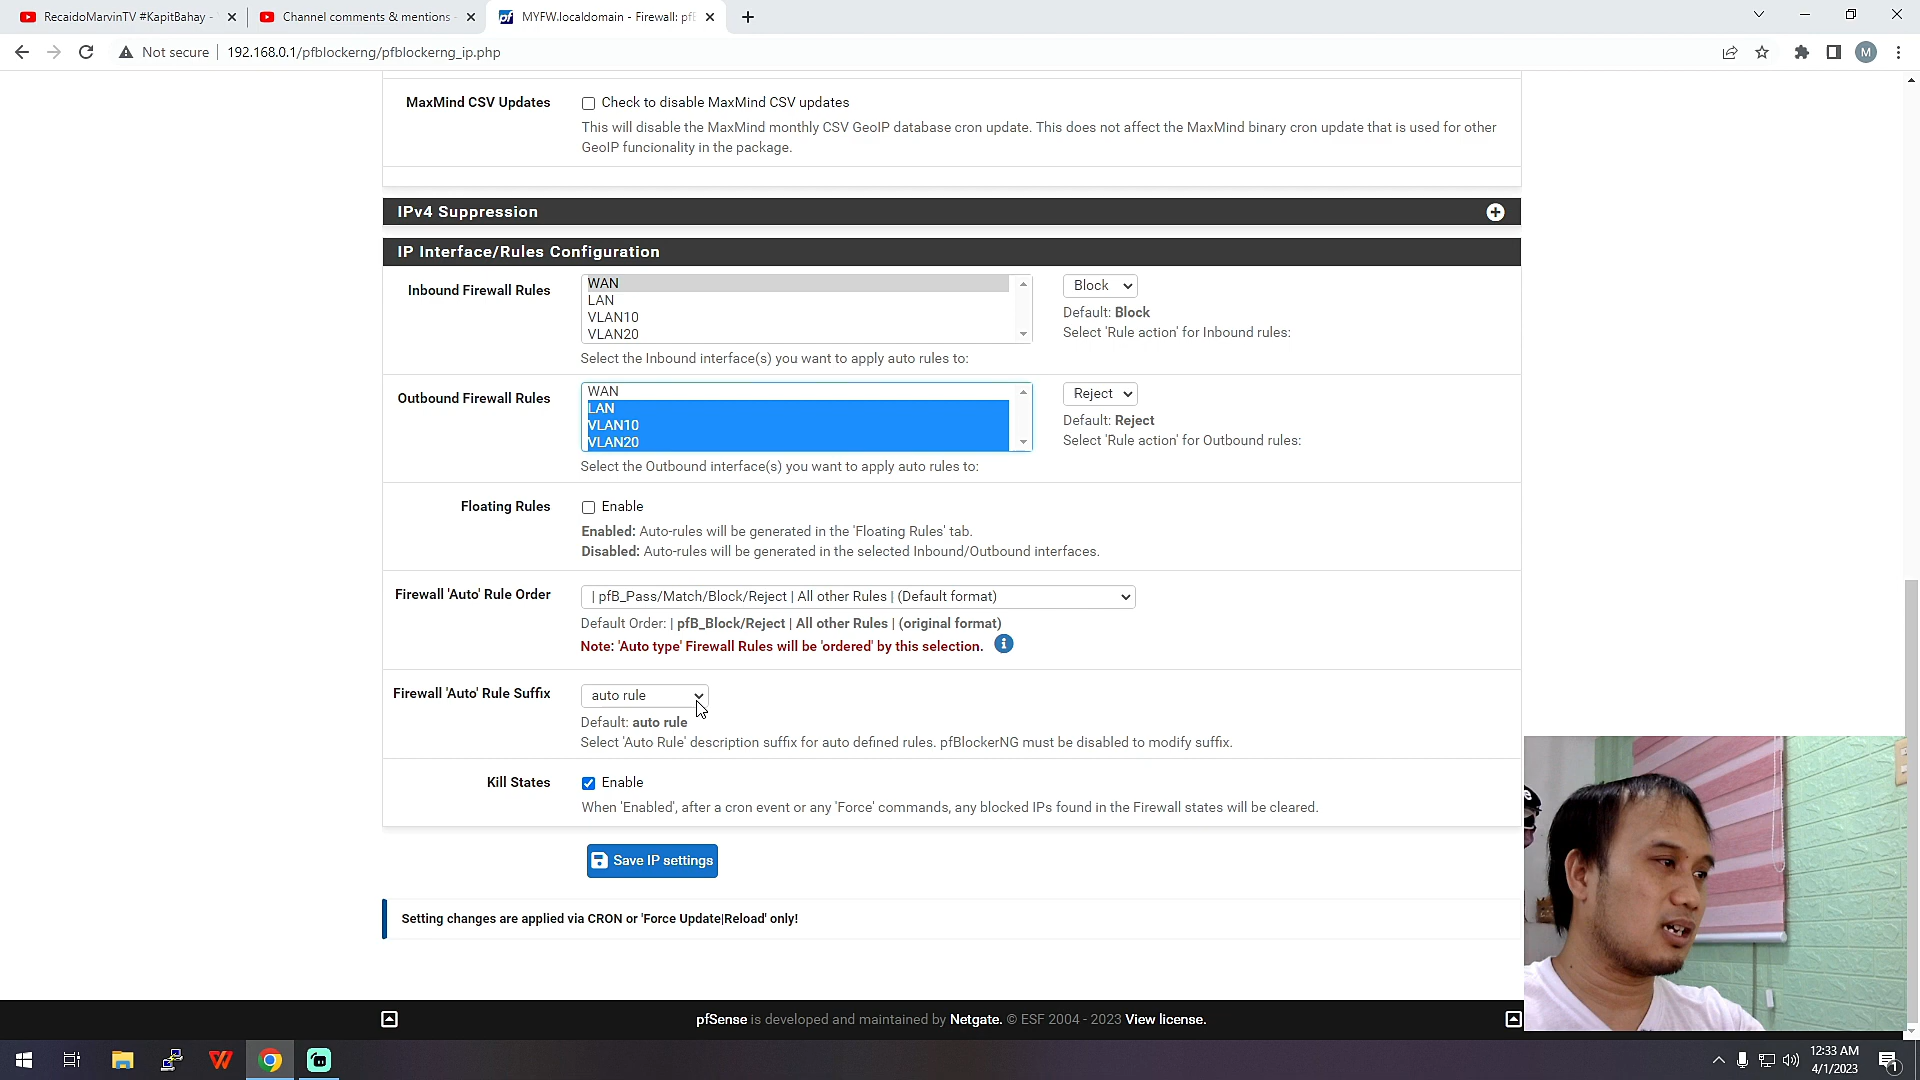 RecaidoMarvinTV #KapitBahay -
Channel comments & mentions -
MYFW.localdomain - Firewall: pfB
Not secure
192.168.0.1/pfblockerng/pfblockerng_ip.php
M
MaxMind CSV Updates
Check to disable MaxMind CSV updates
This will disable the MaxMind monthly CSV GeoIP database cron update. This does not affect the MaxMind binary cron update that is used for other
GeoIP funcionality in the package.
IPv4 Suppression
IP Interface/Rules Configuration
Inbound Firewall Rules
WAN
LAN
VLAN10
VLAN20
Block
Default: Block
Select 'Rule action' for Inbound rules:
Select the Inbound interface(s) you want to apply auto rules to:
Outbound Firewall Rules
WAN
LAN
VLAN10
VLAN20
Reject
Default: Reject
Select 'Rule action' for Outbound rules:
Select the Outbound interface(s) you want to apply auto rules to:
Floating Rules
Enable
Enabled: Auto-rules will be generated in the 'Floating Rules' tab.
Disabled: Auto-rules will be generated in the selected Inbound/Outbound interfaces.
Firewall 'Auto' Rule Order
| pfB_Pass/Match/Block/Reject | All other Rules | (Default format)
Default Order: | pfB_Block/Reject | All other Rules | (original format)
Note: 'Auto type' Firewall Rules will be 'ordered' by this selection.
Firewall 'Auto' Rule Suffix
auto rule
Default: auto rule
Select 'Auto Rule' description suffix for auto defined rules. pfBlockerNG must be disabled to modify suffix.
Kill States
Enable
When 'Enabled', after a cron event or any 'Force' commands, any blocked IPs found in the Firewall states will be cleared.
Save IP settings
Setting changes are applied via CRON or 'Force Update|Reload' only!
pfSense is developed and maintained by Netgate. © ESF 2004 - 2023 View license.
12:33 AM
4/1/2023
1